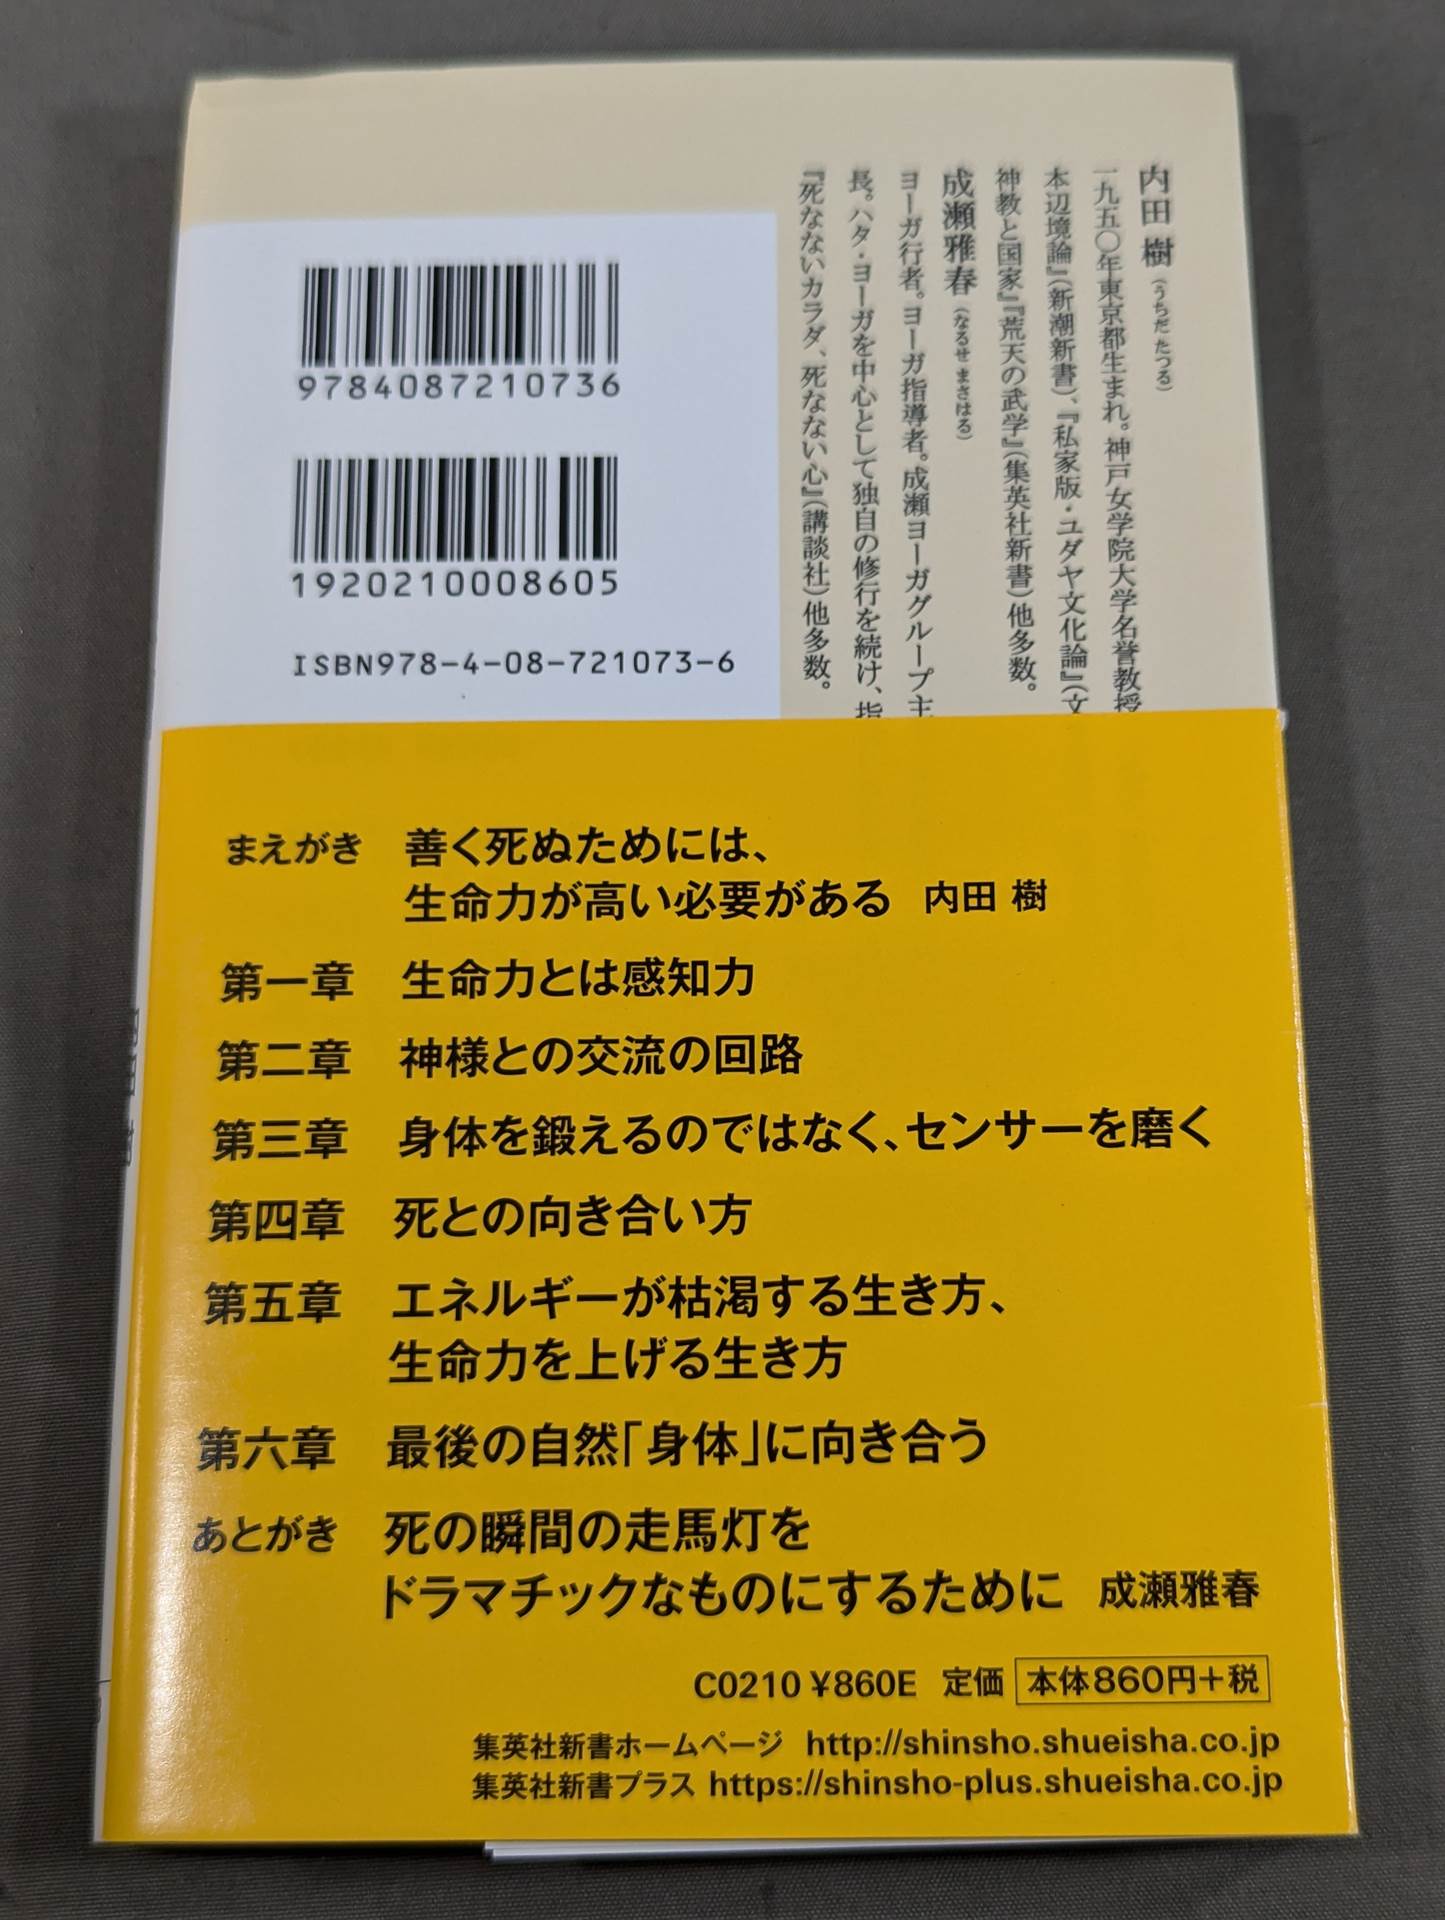 内田 樹(うちだ たつる)
一九五〇年東京都生まれ。神戸女学院大学名誉教授
本辺境論』(新潮新書)、『私家版・ユダヤ文化論』(文
神教と国家』『荒天の武学』(集英社新書)他多数。
成瀬雅春(なるせ まさはる)
ヨーガ行者。ヨーガ指導者。成瀬ヨーガグループ主
長。ハタ・ヨーガを中心として独自の修行を続け、指
『死なないカラダ、死なない心』(講談社)他多数。
9784087210736
1920210008605
ISBN978-4-08-721073-6
まえがき 善く死ぬためには、
生命力が高い必要がある 内田 樹
第一章 生命力とは感知力
第二章 神様との交流の回路
第三章 身体を鍛えるのではなく、センサーを磨く
第四章 死との向き合い方
第五章 エネルギーが枯渇する生き方、
生命力を上げる生き方
第六章 最後の自然「身体」に向き合う
あとがき 死の瞬間の走馬灯を
ドラマチックなものにするために 成瀬雅春
C0210 ¥860E 定価 本体860円+税
集英社新書ホームページ http://shinsho.shueisha.co.jp
集英社新書プラス https://shinsho-plus.shueisha.co.jp